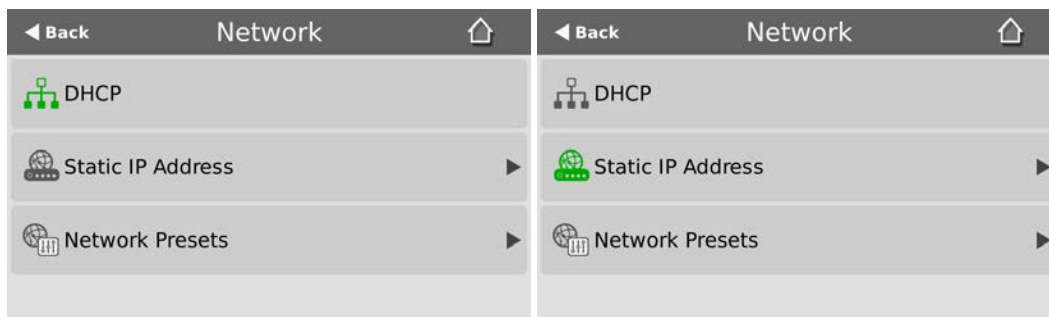 Back Network
DHCP
Static IP Address
Network Presets
Back Network
DHCP
Static IP Address
Network Presets